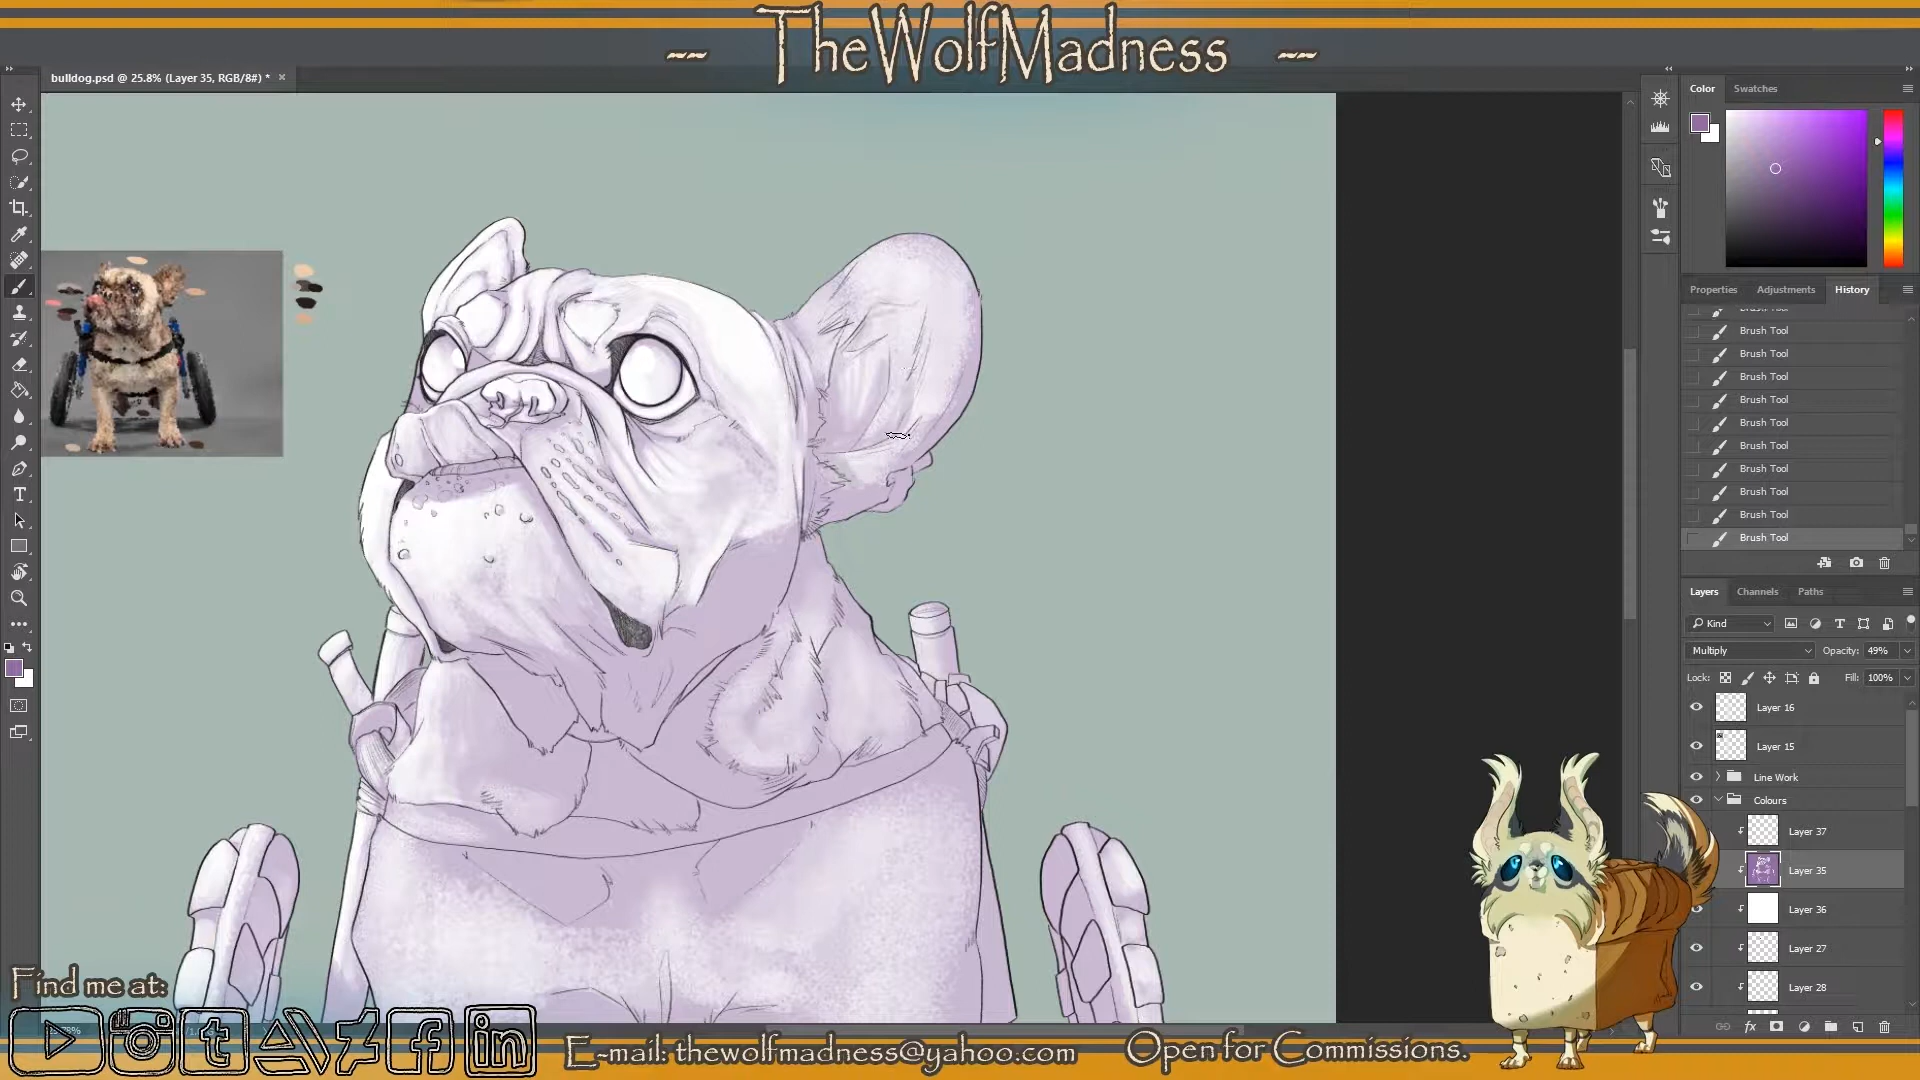 -- TheWolfMadness --
bulldog.psd @ 25.8% (Layer 35, RGB/8#) *
Color
Swatches
Properties
Adjustments
History
Brush Tool
Brush Tool
Brush Tool
Brush Tool
Brush Tool
Brush Tool
Brush Tool
Brush Tool
Brush Tool
Brush Tool
Layers
Channels
Paths
Kind
Multiply
Opacity: 49%
Lock:
Fill: 100%
Layer 16
Layer 15
Line Work
Colours
Layer 37
Layer 35
Layer 36
Layer 27
Layer 28
Find me at:
E-mail: thewolfmadness@yahoo.com
Open for Commissions.